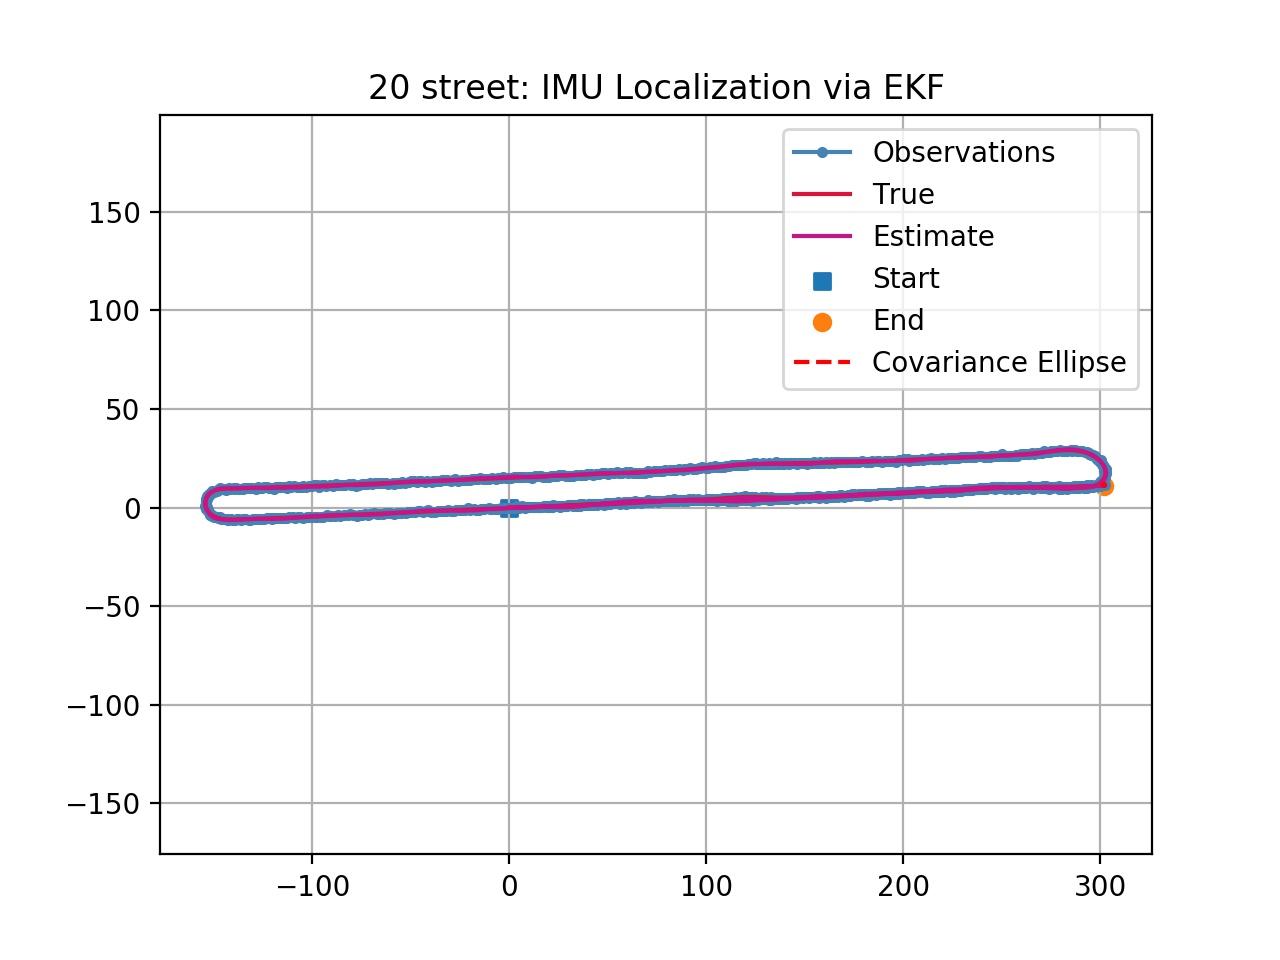 20 street: IMU Localization via EKF
Observations
True
Estimate
Start
End
Covariance Ellipse
150
100
50
0
−50
−100
−150
−100 0 100 200 300